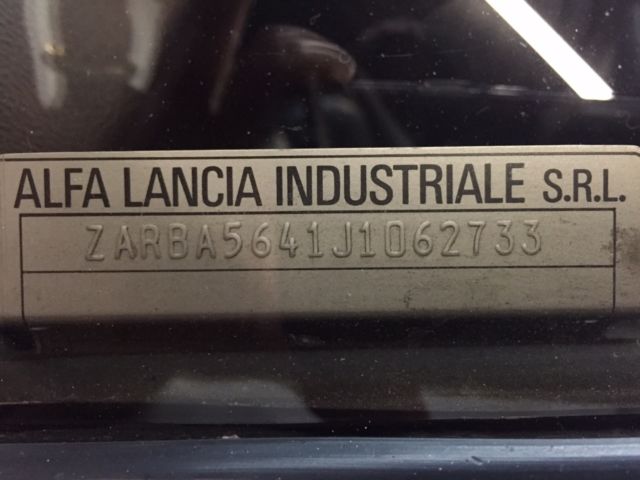 ALFA LANCIA INDUSTRIALE S.R.L.
ZARBA5641J1062733